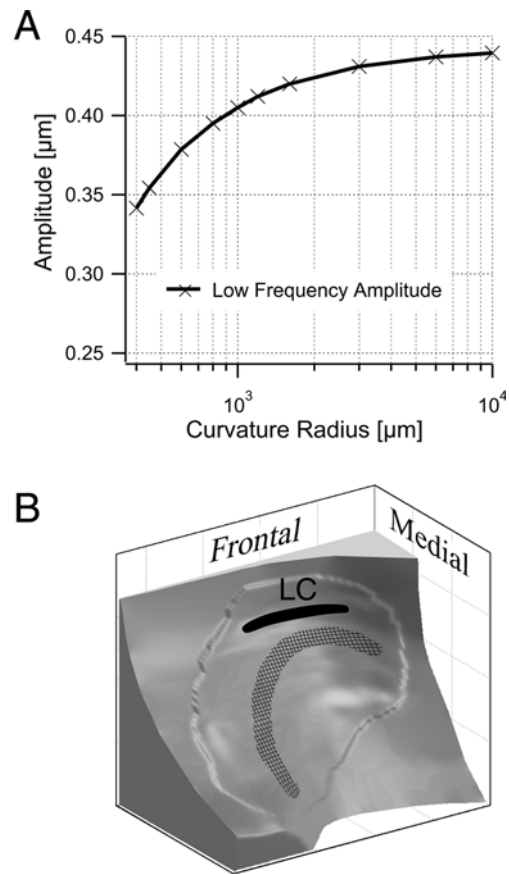 A
Amplitude [µm]
0.45
0.40
0.35
0.30
0.25
Low Frequency Amplitude
10³
10⁴
Curvature Radius [µm]
B
Frontal
Medial
LC